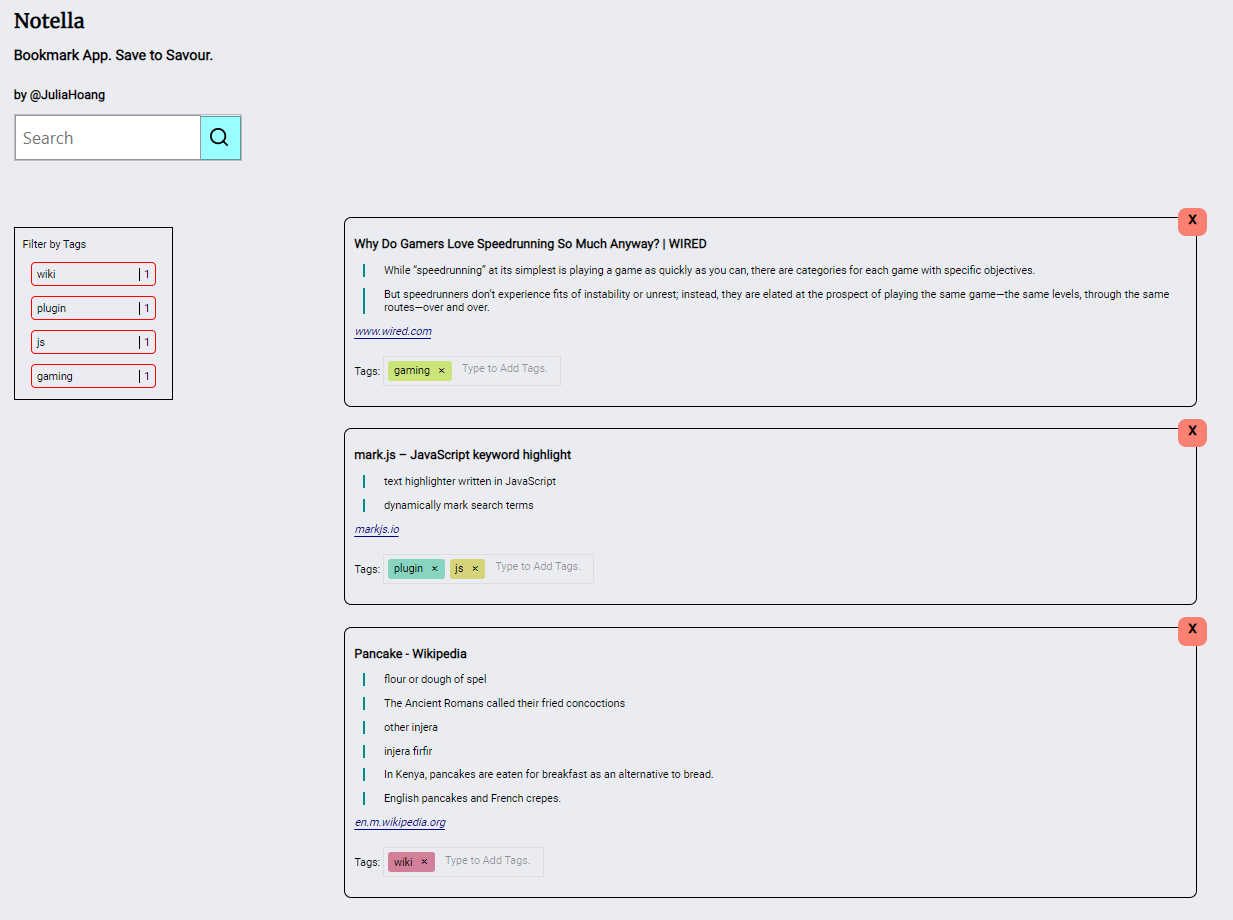 Notella
Bookmark App. Save to Savour.
by @JuliaHoang
Search
Filter by Tags
wiki | 1
plugin | 1
js | 1
gaming | 1
X
Why Do Gamers Love Speedrunning So Much Anyway? | WIRED
While “speedrunning” at its simplest is playing a game as quickly as you can, there are categories for each game with specific objectives.
But speedrunners don’t experience fits of instability or unrest; instead, they are elated at the prospect of playing the same game—the same levels, through the same
routes—over and over.
www.wired.com
Tags: gaming × Type to Add Tags.
X
mark.js – JavaScript keyword highlight
text highlighter written in JavaScript
dynamically mark search terms
markjs.io
Tags: plugin × js × Type to Add Tags.
X
Pancake - Wikipedia
flour or dough of spel
The Ancient Romans called their fried concoctions
other injera
injera firfir
In Kenya, pancakes are eaten for breakfast as an alternative to bread.
English pancakes and French crepes.
en.m.wikipedia.org
Tags: wiki × Type to Add Tags.